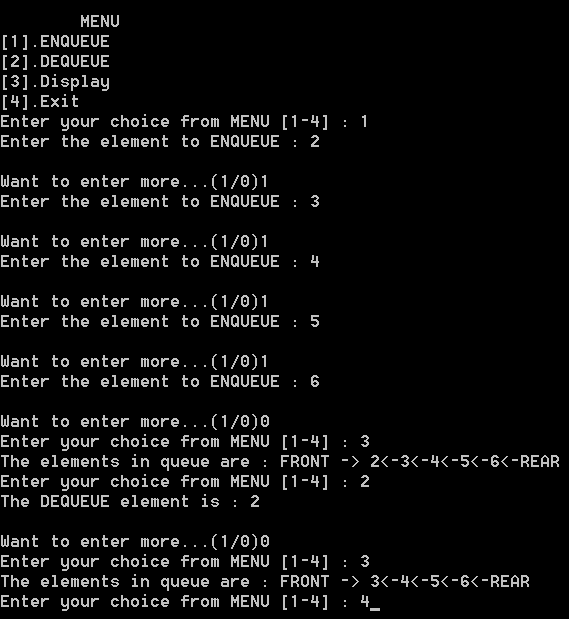 MENU
[1].ENQUEUE
[2].DEQUEUE
[3].Display
[4].Exit
Enter your choice from MENU [1-4] : 1
Enter the element to ENQUEUE : 2
Want to enter more...(1/0)1
Enter the element to ENQUEUE : 3
Want to enter more...(1/0)1
Enter the element to ENQUEUE : 4
Want to enter more...(1/0)1
Enter the element to ENQUEUE : 5
Want to enter more...(1/0)1
Enter the element to ENQUEUE : 6
Want to enter more...(1/0)0
Enter your choice from MENU [1-4] : 3
The elements in queue are : FRONT -> 2<-3<-4<-5<-6<-REAR
Enter your choice from MENU [1-4] : 2
The DEQUEUE element is : 2
Want to enter more...(1/0)0
Enter your choice from MENU [1-4] : 3
The elements in queue are : FRONT -> 3<-4<-5<-6<-REAR
Enter your choice from MENU [1-4] : 4_